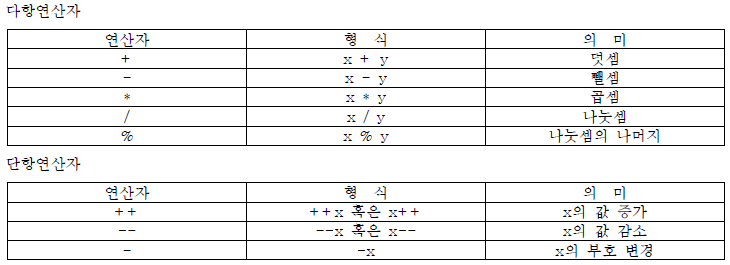 다항연산자
연산자 형 식 의 미
+ x + y 덧셈
- x - y 뺄셈
* x * y 곱셈
/ x / y 나눗셈
% x % y 나눗셈의 나머지
단항연산자
연산자 형 식 의 미
++ ++x 혹은 x++ x의 값 증가
-- --x 혹은 x-- x의 값 감소
- -x x의 부호 변경